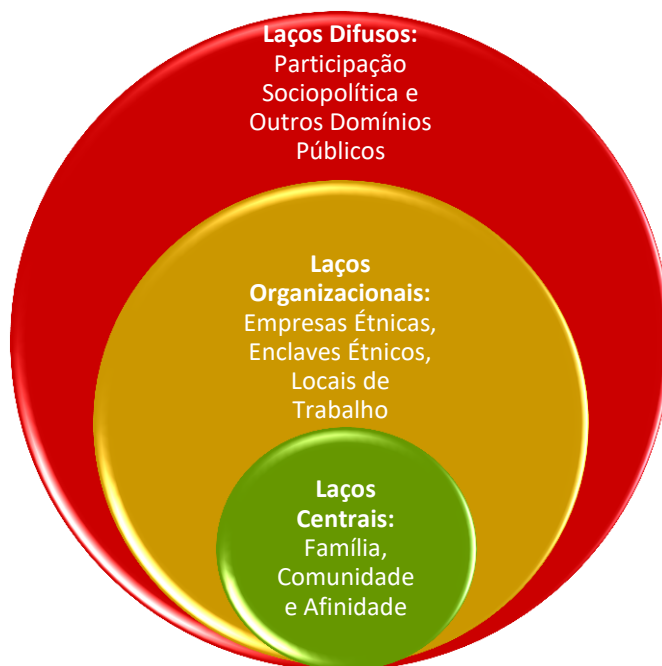 Laços Difusos:
Participação
Sociopolítica e
Outros Domínios
Públicos
Laços
Organizacionais:
Empresas Étnicas,
Enclaves Étnicos,
Locais de
Trabalho
Laços
Centrais:
Família,
Comunidade
e Afinidade